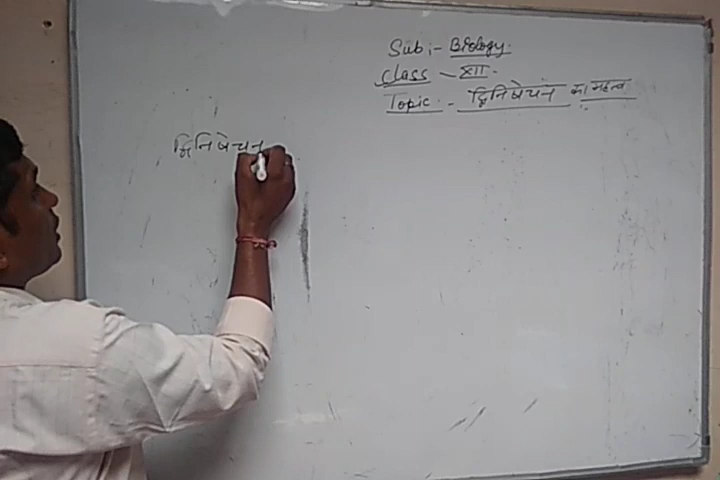 Sub:- Biology.
Class - XII.
Topic - द्विनिषेचन का महत्व
द्विनिषेचन